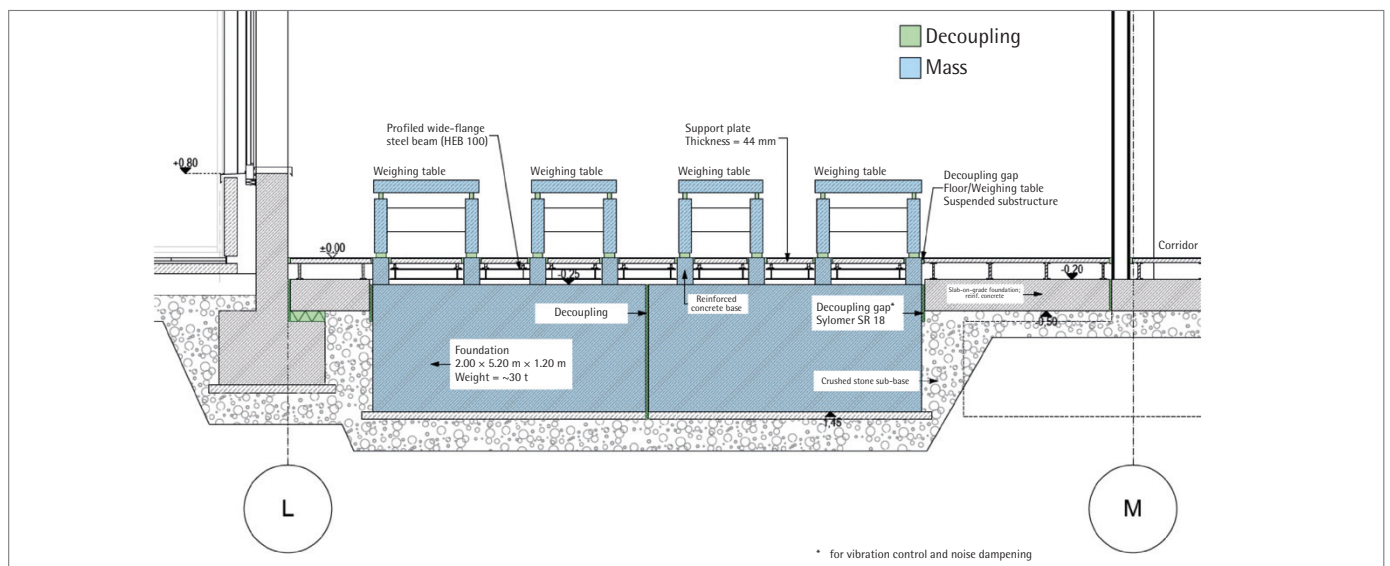 Decoupling
Mass
Profiled wide-flange
steel beam (HEB 100)
Support plate
Thickness = 44 mm
+0.80
Weighing table
Weighing table
Weighing table
Weighing table
Decoupling gap
Floor/Weighing table
Suspended substructure
±0.00
Corridor
-0.25
-0.20
Reinforced
concrete base
Slab-on-grade foundation;
reinf. concrete
Decoupling
Decoupling gap*
Sylomer SR 18
-0.50
Foundation
2.00 × 5.20 m × 1.20 m
Weight = ~30 t
Crushed stone sub-base
-1.45
L
M
* for vibration control and noise dampening